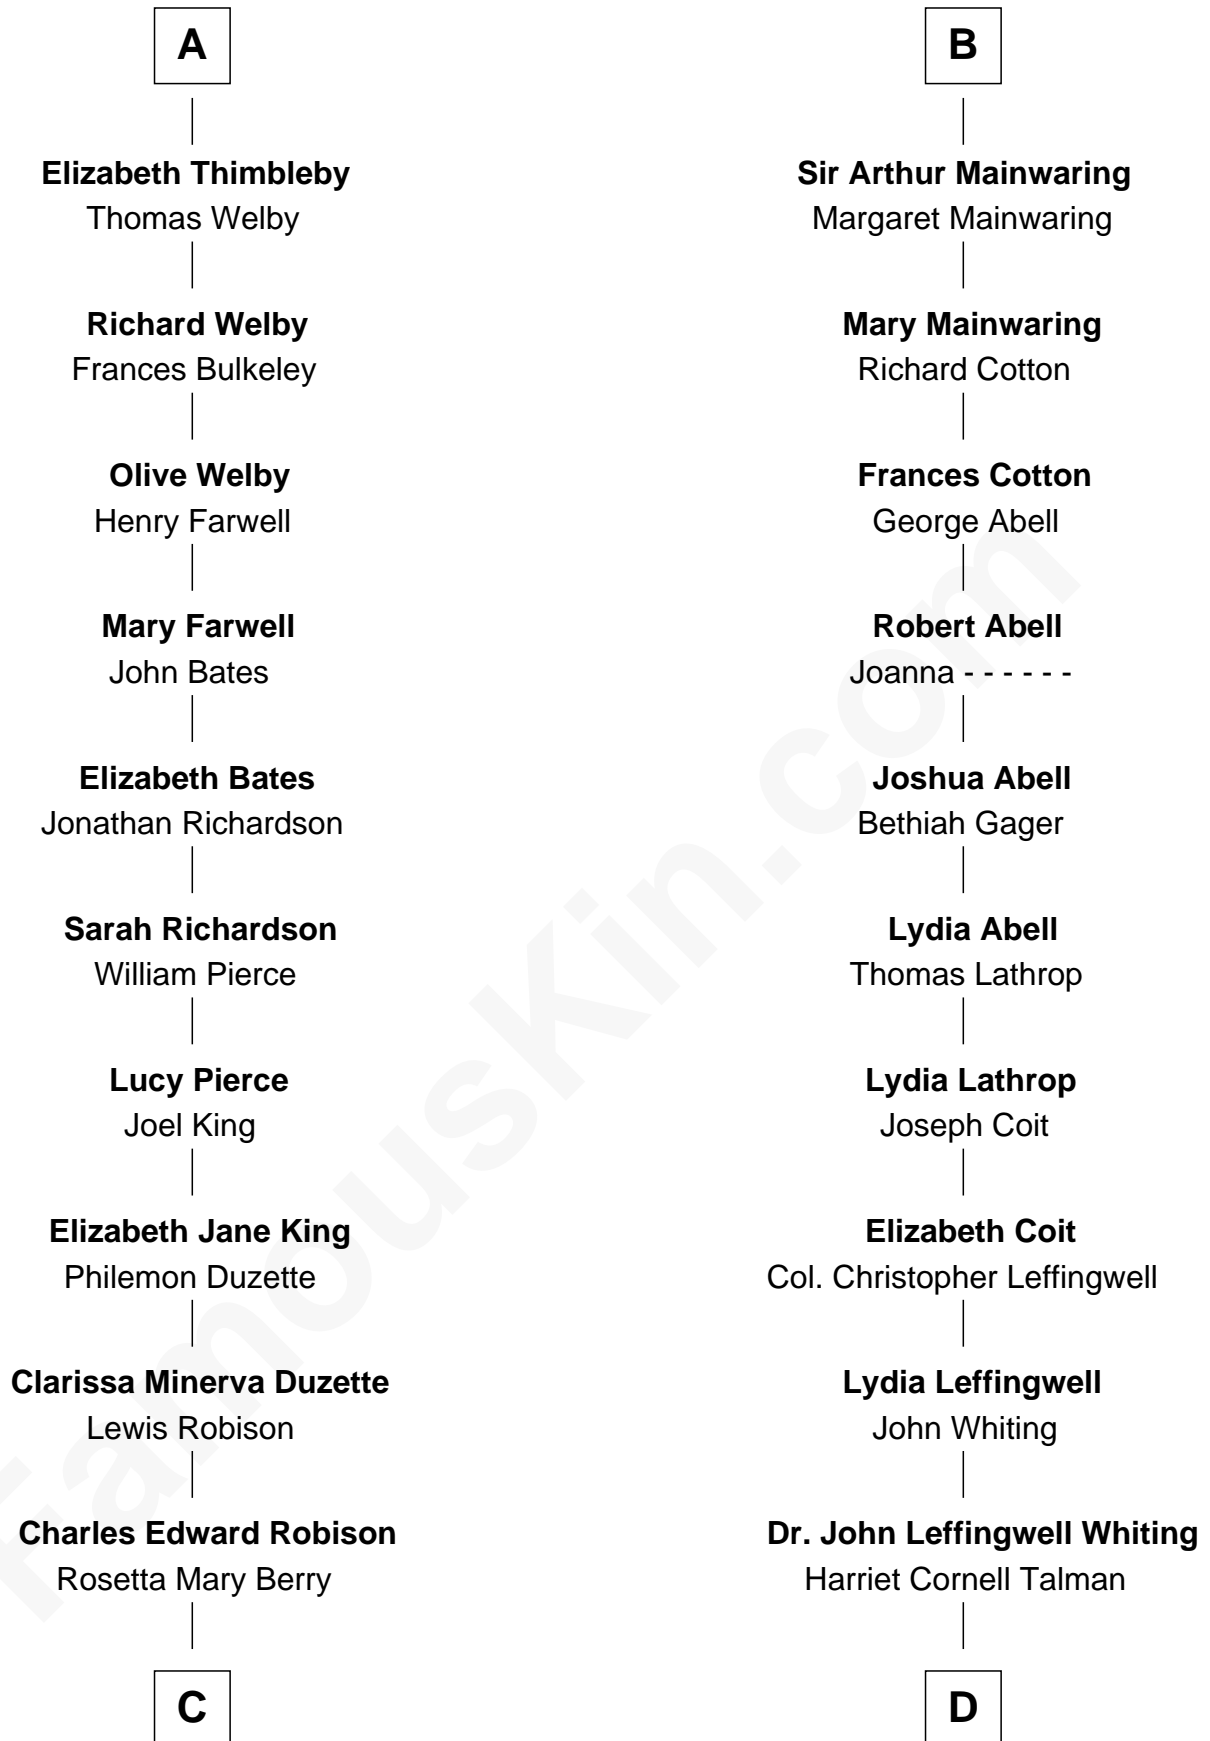 A
Elizabeth Thimbleby
Thomas Welby
Richard Welby
Frances Bulkeley
Olive Welby
Henry Farwell
Mary Farwell
John Bates
Elizabeth Bates
Jonathan Richardson
Sarah Richardson
William Pierce
Lucy Pierce
Joel King
Elizabeth Jane King
Philemon Duzette
Clarissa Minerva Duzette
Lewis Robison
Charles Edward Robison
Rosetta Mary Berry
C
B
Sir Arthur Mainwaring
Margaret Mainwaring
Mary Mainwaring
Richard Cotton
Frances Cotton
George Abell
Robert Abell
Joanna - - - - - -
Joshua Abell
Bethiah Gager
Lydia Abell
Thomas Lathrop
Lydia Lathrop
Joseph Coit
Elizabeth Coit
Col. Christopher Leffingwell
Lydia Leffingwell
John Whiting
Dr. John Leffingwell Whiting
Harriet Cornell Talman
D
FamousKin.com